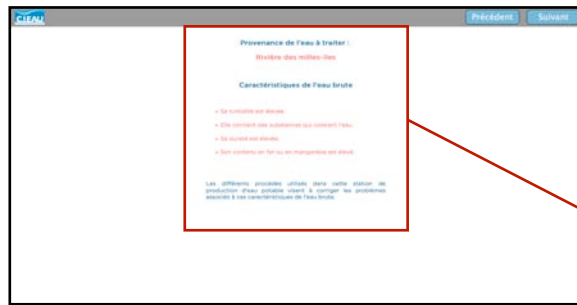 C.IEAU
Précédent Suivant
Provenance de l'eau à traiter :
Rivière des milles-îles
Caractéristiques de l'eau brute
» Sa turbidité est élevée.
» Elle contient des substances qui colorent l'eau.
» Sa dureté est élevée.
» Son contenu en fer ou en manganèse est élevé.
Les différents procédés utilisés dans cette station de
production d'eau potable visent à corriger les problèmes
associés à ces caractéristiques de l'eau brute.